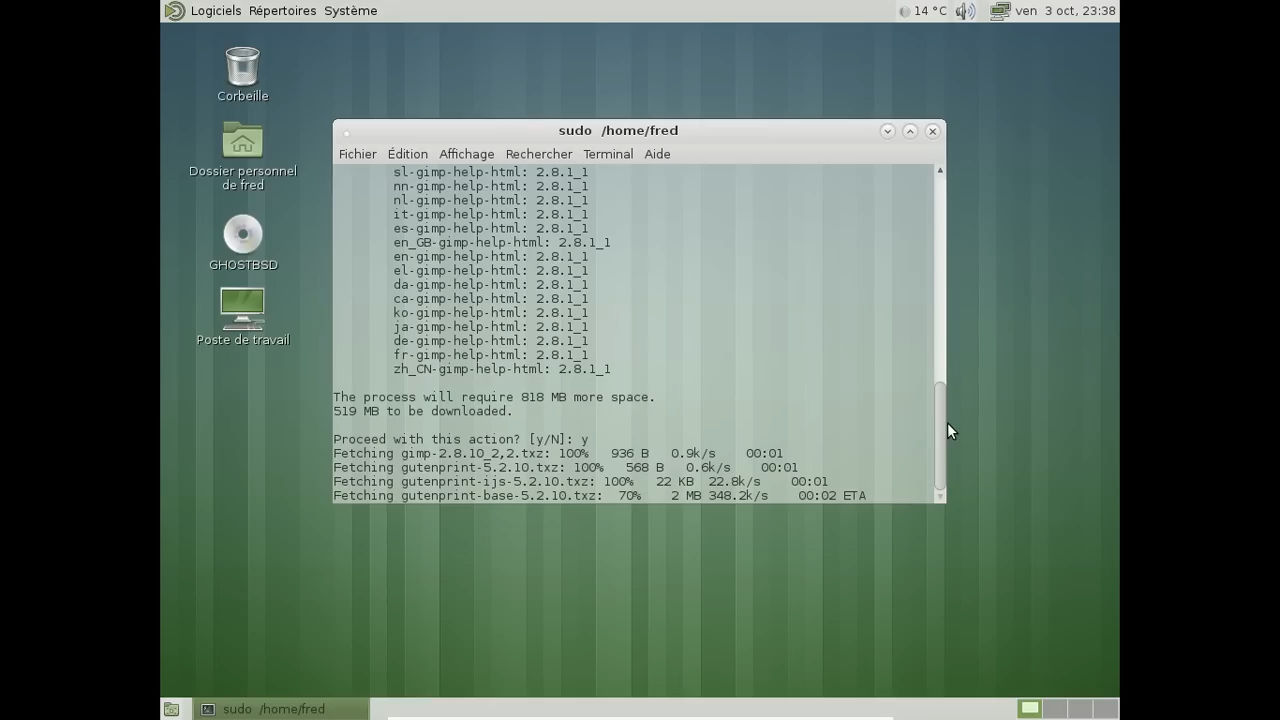 Logiciels Répertoires Système
14 °C ven 3 oct, 23:38
Corbeille
Dossier personnel
de fred
GHOSTBSD
Poste de travail
sudo /home/fred
Fichier Édition Affichage Rechercher Terminal Aide
sl-gimp-help-html: 2.8.1_1
nn-gimp-help-html: 2.8.1_1
nl-gimp-help-html: 2.8.1_1
it-gimp-help-html: 2.8.1_1
es-gimp-help-html: 2.8.1_1
en_GB-gimp-help-html: 2.8.1_1
en-gimp-help-html: 2.8.1_1
el-gimp-help-html: 2.8.1_1
da-gimp-help-html: 2.8.1_1
ca-gimp-help-html: 2.8.1_1
ko-gimp-help-html: 2.8.1_1
ja-gimp-help-html: 2.8.1_1
de-gimp-help-html: 2.8.1_1
fr-gimp-help-html: 2.8.1_1
zh_CN-gimp-help-html: 2.8.1_1
The process will require 818 MB more space.
519 MB to be downloaded.
Proceed with this action? [y/N]: y
Fetching gimp-2.8.10_2,2.txz: 100% 936 B 0.9k/s 00:01
Fetching gutenprint-5.2.10.txz: 100% 568 B 0.6k/s 00:01
Fetching gutenprint-ijs-5.2.10.txz: 100% 22 KB 22.8k/s 00:01
Fetching gutenprint-base-5.2.10.txz: 70% 2 MB 348.2k/s 00:02 ETA
sudo /home/fred